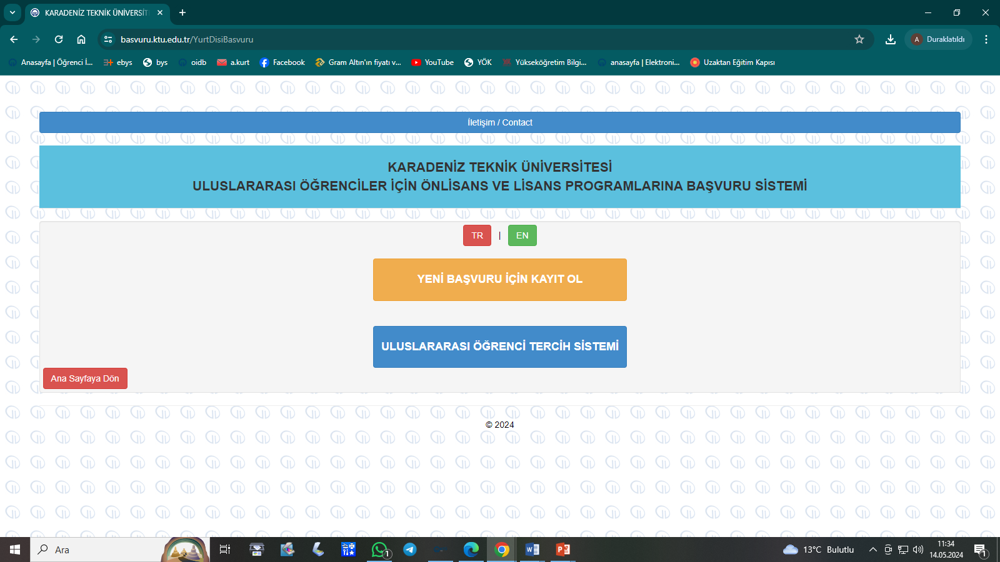 KARADENİZ TEKNİK ÜNİVERSİT
basvuru.ktu.edu.tr/YurtDisiBasvuru
A Duraklatıldı
Anasayfa | Öğrenci İ... ebys bys oidb a.kurt Facebook Gram Altın'ın fiyatı v... YouTube YÖK Yükseköğretim Bilgi... anasayfa | Elektroni... Uzaktan Eğitim Kapısı
İletişim / Contact
KARADENİZ TEKNİK ÜNİVERSİTESİ
ULUSLARARASI ÖĞRENCİLER İÇİN ÖNLİSANS VE LİSANS PROGRAMLARINA BAŞVURU SİSTEMİ
TR | EN
YENİ BAŞVURU İÇİN KAYIT OL
ULUSLARARASI ÖĞRENCİ TERCİH SİSTEMİ
Ana Sayfaya Dön
© 2024
Ara
1
13°C Bulutlu
11:34
14.05.2024
1